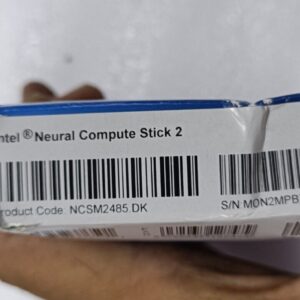 ntel® Neural Compute Stick 2
roduct Code: NCSM2485.DK
S/N M0N2MPB